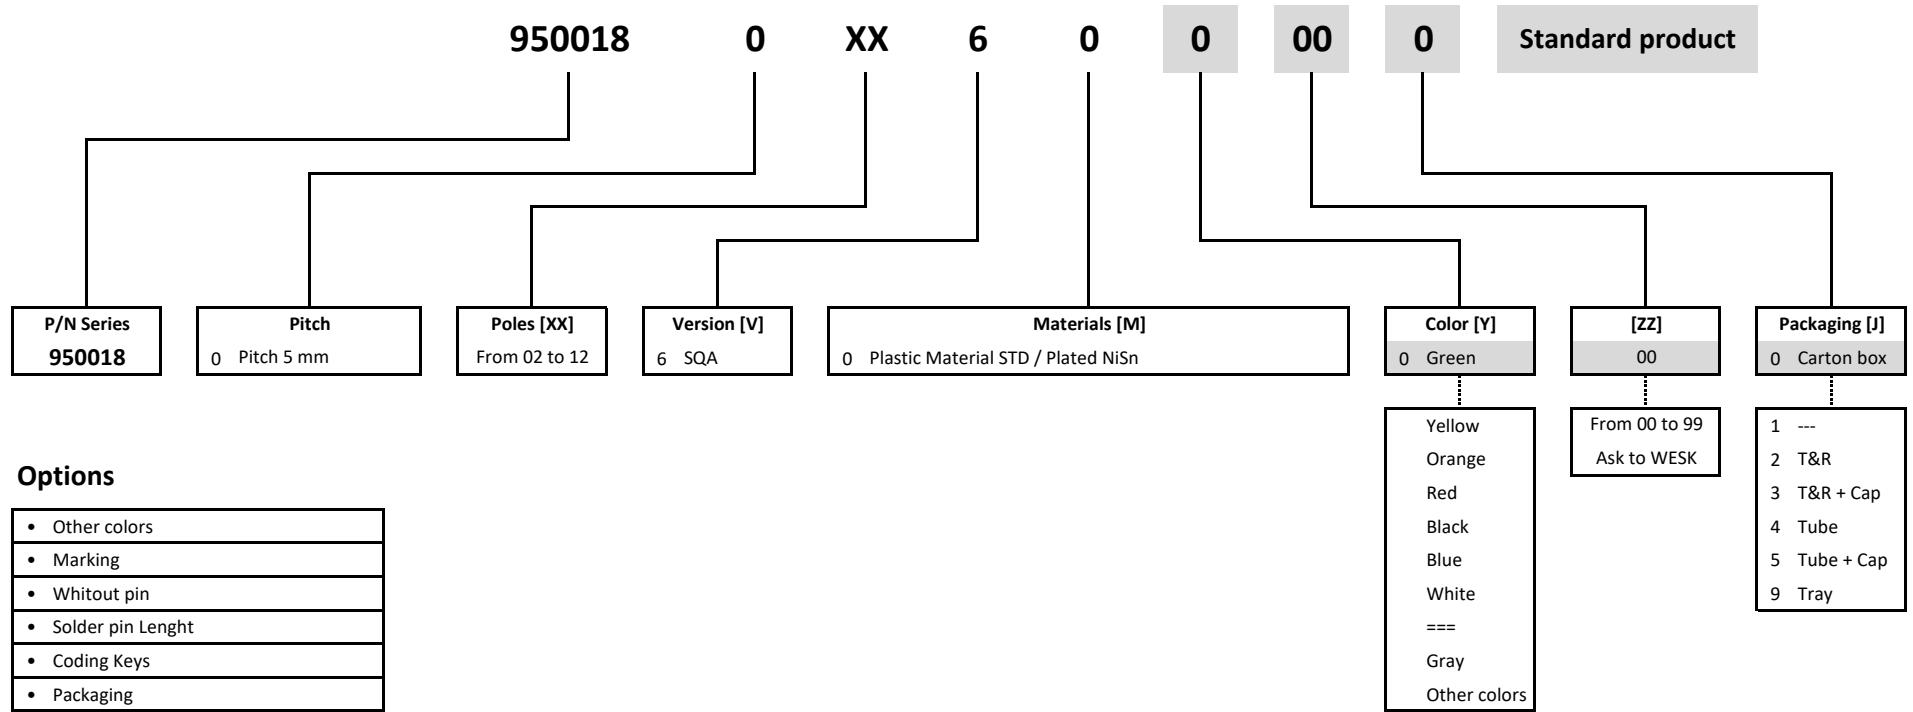 950018 0 XX 6 0 0 00 0 Standard product
P/N Series
950018
Pitch
0 Pitch 5 mm
Poles [XX]
From 02 to 12
Version [V]
6 SQA
Materials [M]
0 Plastic Material STD / Plated NiSn
Color [Y]
0 Green
Yellow
Orange
Red
Black
Blue
White
===
Gray
Other colors
[ZZ]
00
From 00 to 99
Ask to WESK
Packaging [J]
0 Carton box
1 ---
2 T&R
3 T&R + Cap
4 Tube
5 Tube + Cap
9 Tray
Options
• Other colors
• Marking
• Whitout pin
• Solder pin Lenght
• Coding Keys
• Packaging